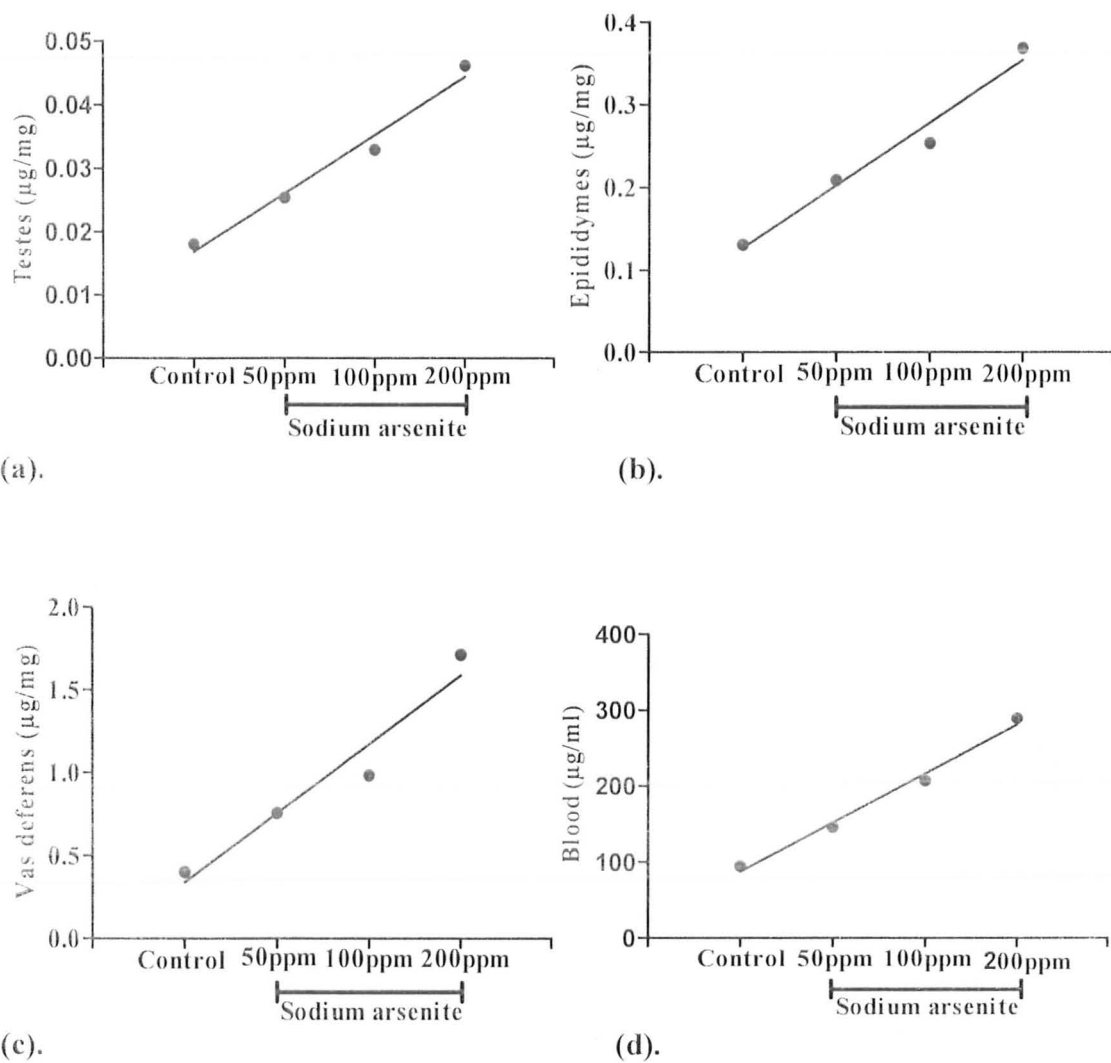 Testes (µg/mg)
0.05
0.04
0.03
0.02
0.01
0.00
Control 50ppm 100ppm 200ppm
Sodium arsenite
(a).
Epididymes (µg/mg)
0.4
0.3
0.2
0.1
0.0
Control 50ppm 100ppm 200ppm
Sodium arsenite
(b).
Vas deferens (µg/mg)
2.0
1.5
1.0
0.5
0.0
Control 50ppm 100ppm 200ppm
Sodium arsenite
(c).
Blood (µg/ml)
400
300
200
100
0
Control 50ppm 100ppm 200ppm
Sodium arsenite
(d).